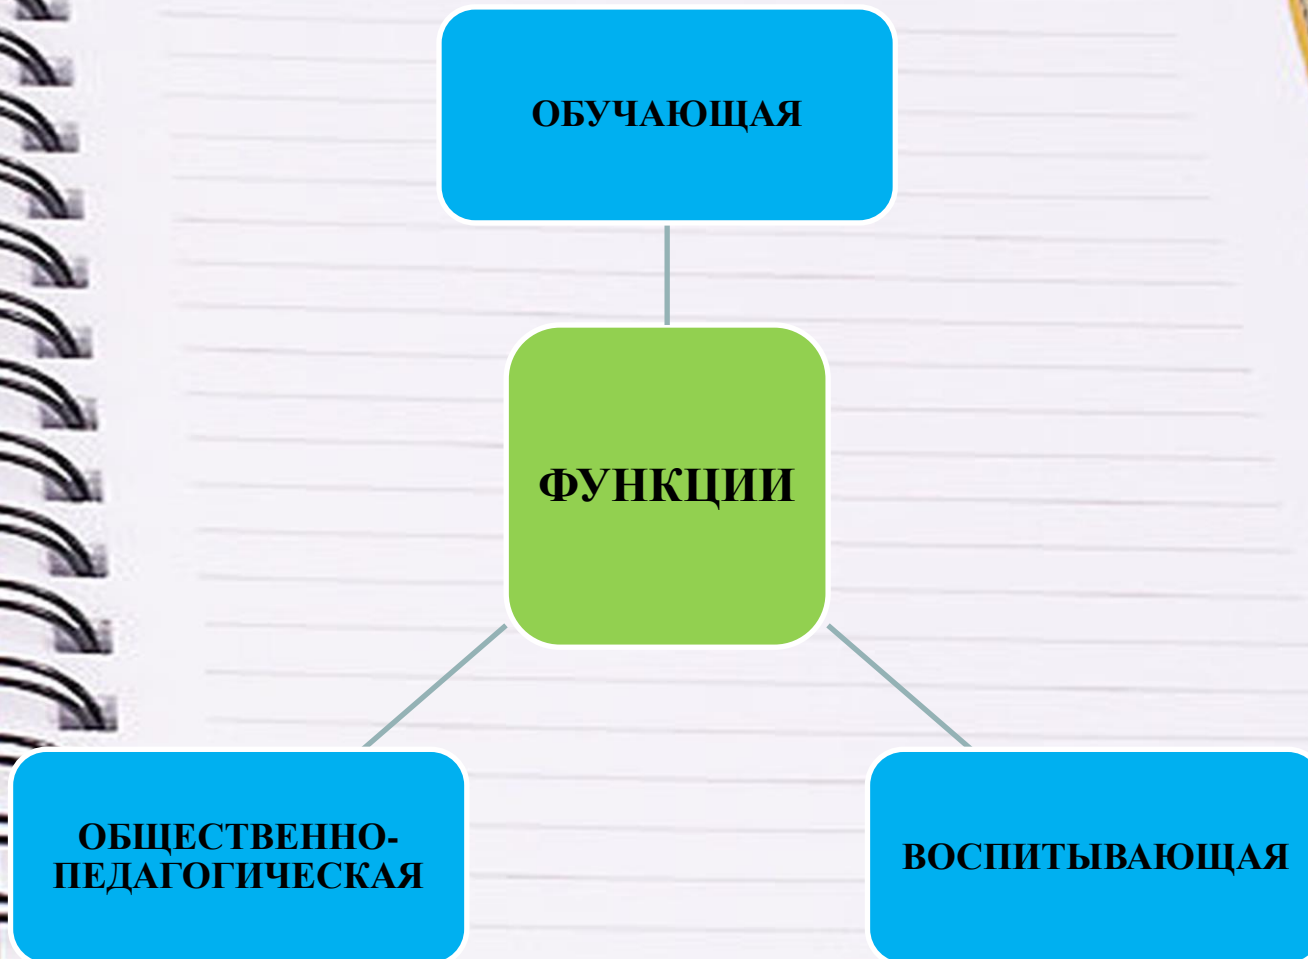 ОБУЧАЮЩАЯ
ФУНКЦИИ
ОБЩЕСТВЕННО-
ПЕДАГОГИЧЕСКАЯ
ВОСПИТЫВАЮЩАЯ